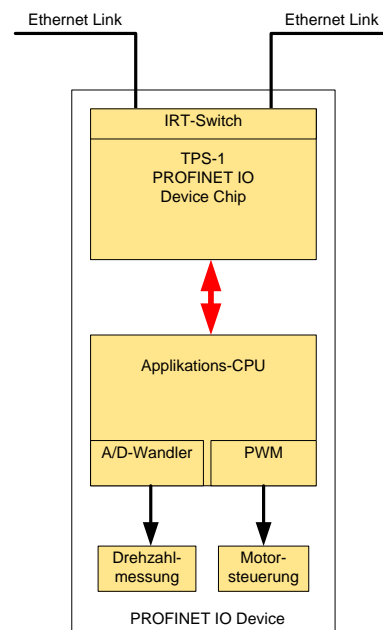 Ethernet Link
Ethernet Link
IRT-Switch
TPS-1
PROFINET IO
Device Chip
Applikations-CPU
A/D-Wandler
PWM
Drehzahl-
messung
Motor-
steuerung
PROFINET IO Device